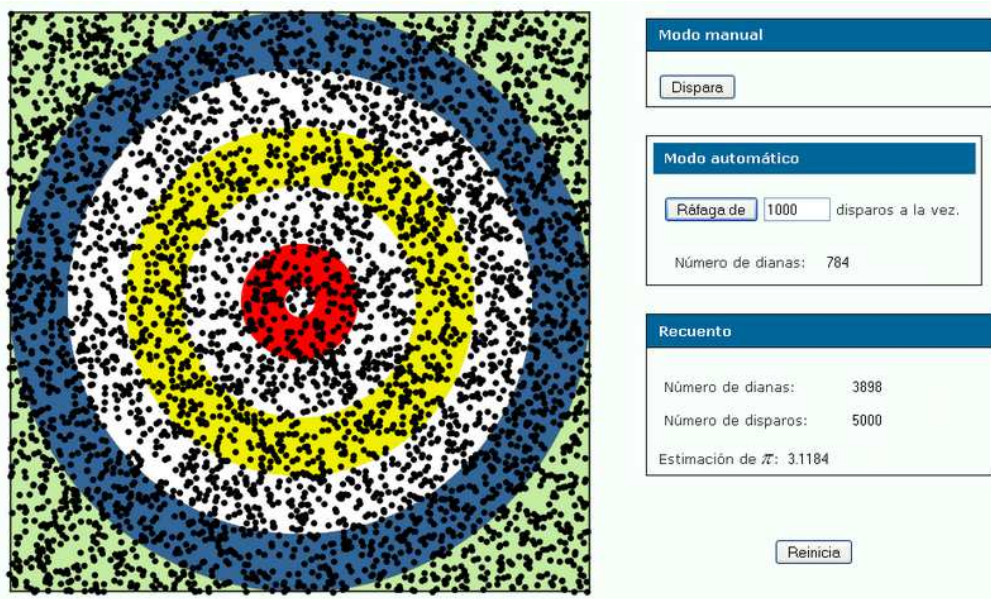 Modo manual
Dispara
Modo automático
Ráfaga de 1000 disparos a la vez.
Número de dianas: 784
Recuento
Número de dianas: 3898
Número de disparos: 5000
Estimación de π: 3.1184
Reinicia